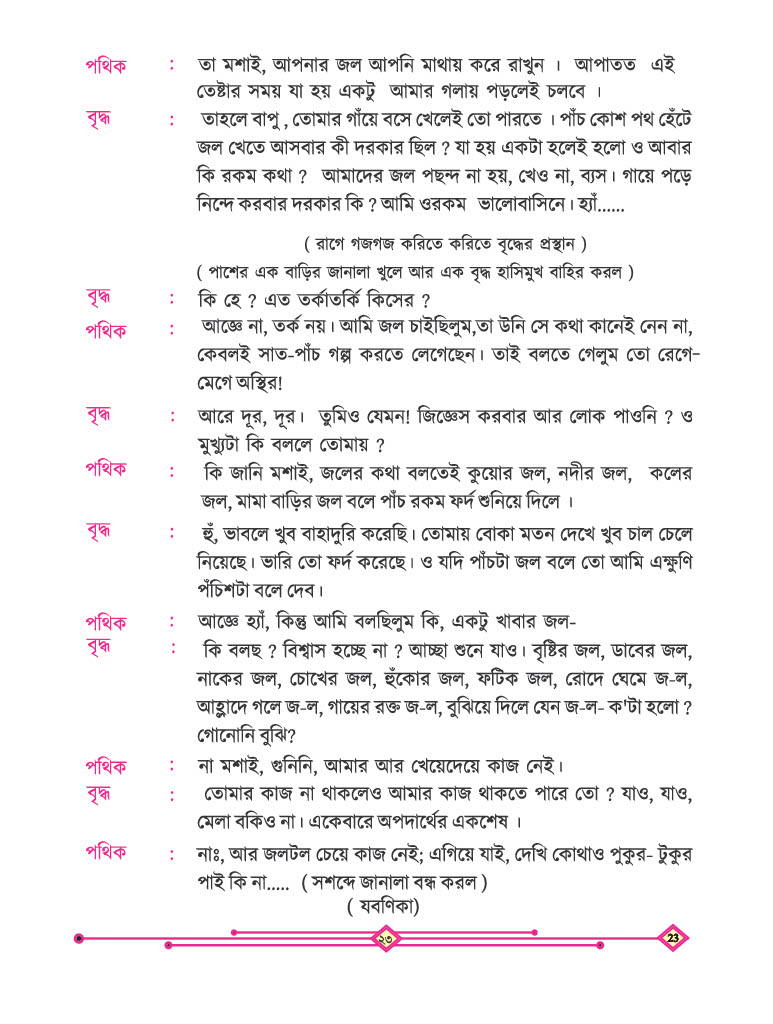 পথিক : তা মশাই, আপনার জল আপনি মাথায় করে রাখুন । আপাতত এই
তেষ্টার সময় যা হয় একটু আমার গলায় পড়লেই চলবে ।
বৃদ্ধ : তাহলে বাপু , তোমার গাঁয়ে বসে খেলেই তো পারতে । পাঁচ কোশ পথ হেঁটে
জল খেতে আসবার কী দরকার ছিল ? যা হয় একটা হলেই হলো ও আবার
কি রকম কথা ? আমাদের জল পছন্দ না হয়, খেও না, ব্যস। গায়ে পড়ে
নিন্দে করবার দরকার কি ? আমি ওরকম ভালোবাসিনে। হ্যাঁ......
( রাগে গজগজ করিতে করিতে বৃদ্ধের প্রস্থান )
( পাশের এক বাড়ির জানালা খুলে আর এক বৃদ্ধ হাসিমুখ বাহির করল )
বৃদ্ধ : কি হে ? এত তর্কাতর্কি কিসের ?
পথিক : আজ্ঞে না, তর্ক নয়। আমি জল চাইছিলুম,তা উনি সে কথা কানেই নেন না,
কেবলই সাত-পাঁচ গল্প করতে লেগেছেন। তাই বলতে গেলুম তো রেগে-
মেগে অস্থির!
বৃদ্ধ : আরে দূর, দূর। তুমিও যেমন! জিজ্ঞেস করবার আর লোক পাওনি ? ও
মুখ্যুটা কি বললে তোমায় ?
পথিক : কি জানি মশাই, জলের কথা বলতেই কুয়োর জল, নদীর জল, কলের
জল, মামা বাড়ির জল বলে পাঁচ রকম ফর্দ শুনিয়ে দিলে ।
বৃদ্ধ : হুঁ, ভাবলে খুব বাহাদুরি করেছি। তোমায় বোকা মতন দেখে খুব চাল চেলে
নিয়েছে। ভারি তো ফর্দ করেছে। ও যদি পাঁচটা জল বলে তো আমি এক্ষুণি
পঁচিশটা বলে দেব।
পথিক : আজ্ঞে হ্যাঁ, কিন্তু আমি বলছিলুম কি, একটু খাবার জল-
বৃদ্ধ : কি বলছ ? বিশ্বাস হচ্ছে না ? আচ্ছা শুনে যাও। বৃষ্টির জল, ডাবের জল,
নাকের জল, চোখের জল, হুঁকোর জল, ফটিক জল, রোদে ঘেমে জ-ল,
আহ্লাদে গলে জ-ল, গায়ের রক্ত জ-ল, বুঝিয়ে দিলে যেন জ-ল- ক'টা হলো ?
গোনোনি বুঝি?
পথিক : না মশাই, গুনিনি, আমার আর খেয়েদেয়ে কাজ নেই।
বৃদ্ধ : তোমার কাজ না থাকলেও আমার কাজ থাকতে পারে তো ? যাও, যাও,
মেলা বকিও না। একেবারে অপদার্থের একশেষ ।
পথিক : নাঃ, আর জলটল চেয়ে কাজ নেই; এগিয়ে যাই, দেখি কোথাও পুকুর- টুকুর
পাই কি না..... ( সশব্দে জানালা বন্ধ করল )
( যবণিকা)
২৩
23